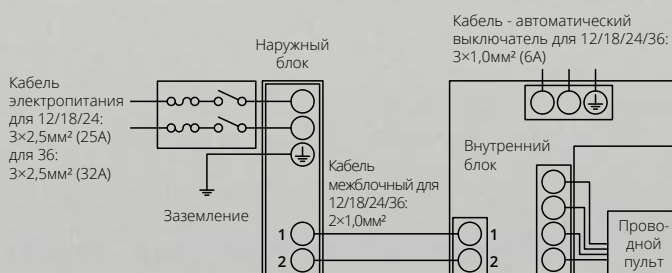 Кабель - автоматический
выключатель для 12/18/24/36:
3×1,0мм² (6А)
Наружный
блок
Кабель
электропитания
для 12/18/24:
3×2,5мм² (25А)
для 36:
3×2,5мм² (32А)
Внутренний
блок
Кабель
межблочный для
12/18/24/36:
2×1,0мм²
Заземление
1
2
1
2
Прово-
дной
пульт